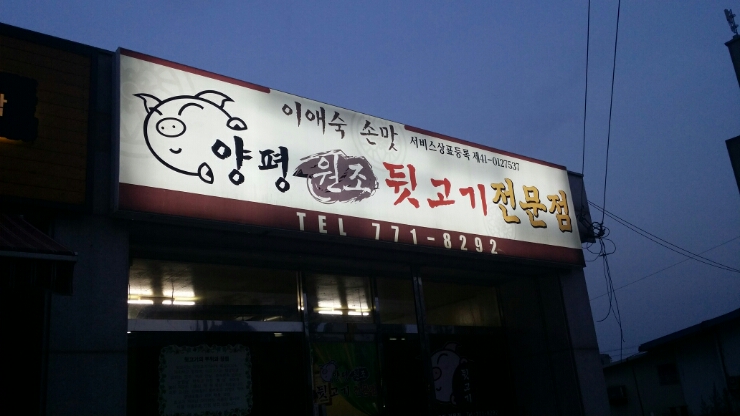 이애숙 손맛
서비스상표등록 제41-0127537
양평 원조 뒷고기 전문점
TEL 771-8292